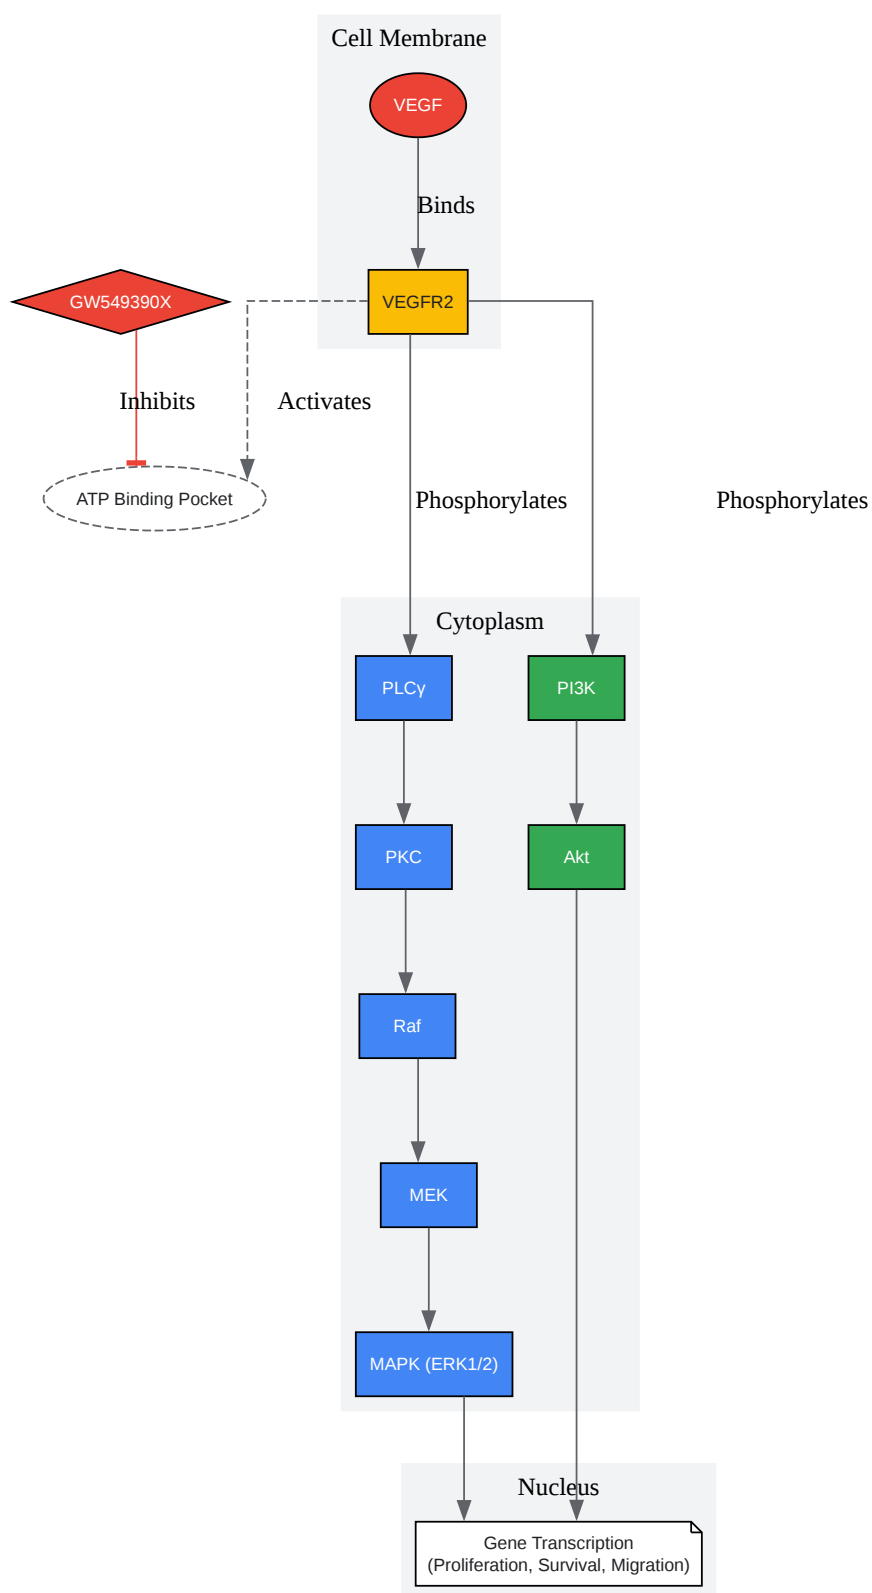 Cell Membrane
VEGF
Binds
GW549390X
VEGFR2
Inhibits
Activates
ATP Binding Pocket
Phosphorylates
Phosphorylates
Cytoplasm
PLCγ
PI3K
PKC
Akt
Raf
MEK
MAPK (ERK1/2)
Nucleus
Gene Transcription
(Proliferation, Survival, Migration)